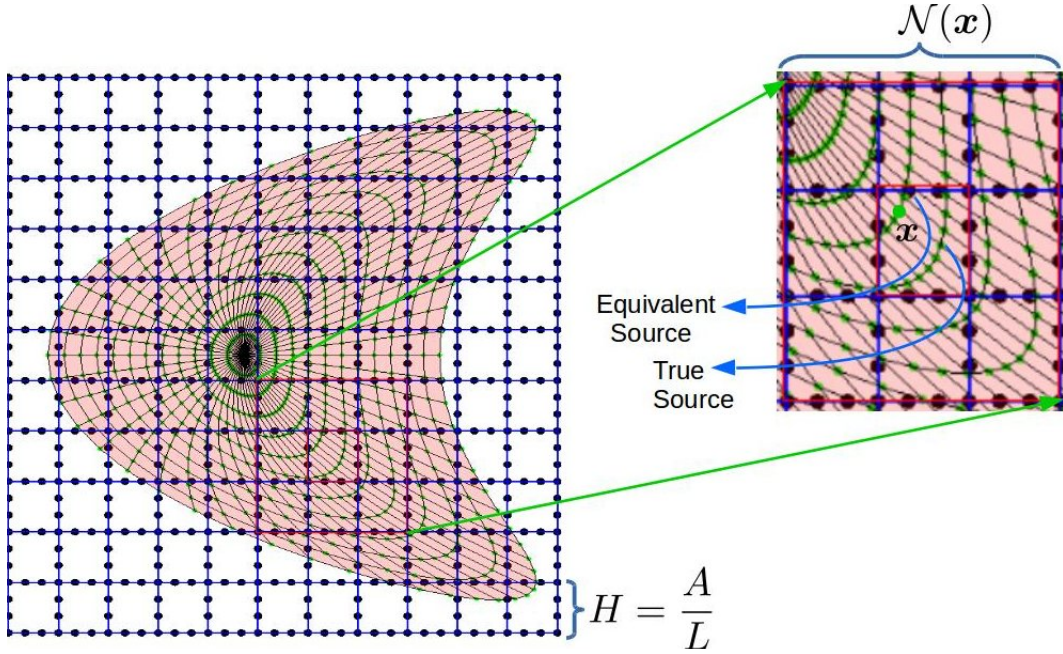 𝒩(𝒙)
𝒙
Equivalent
Source
True
Source
H = A/L